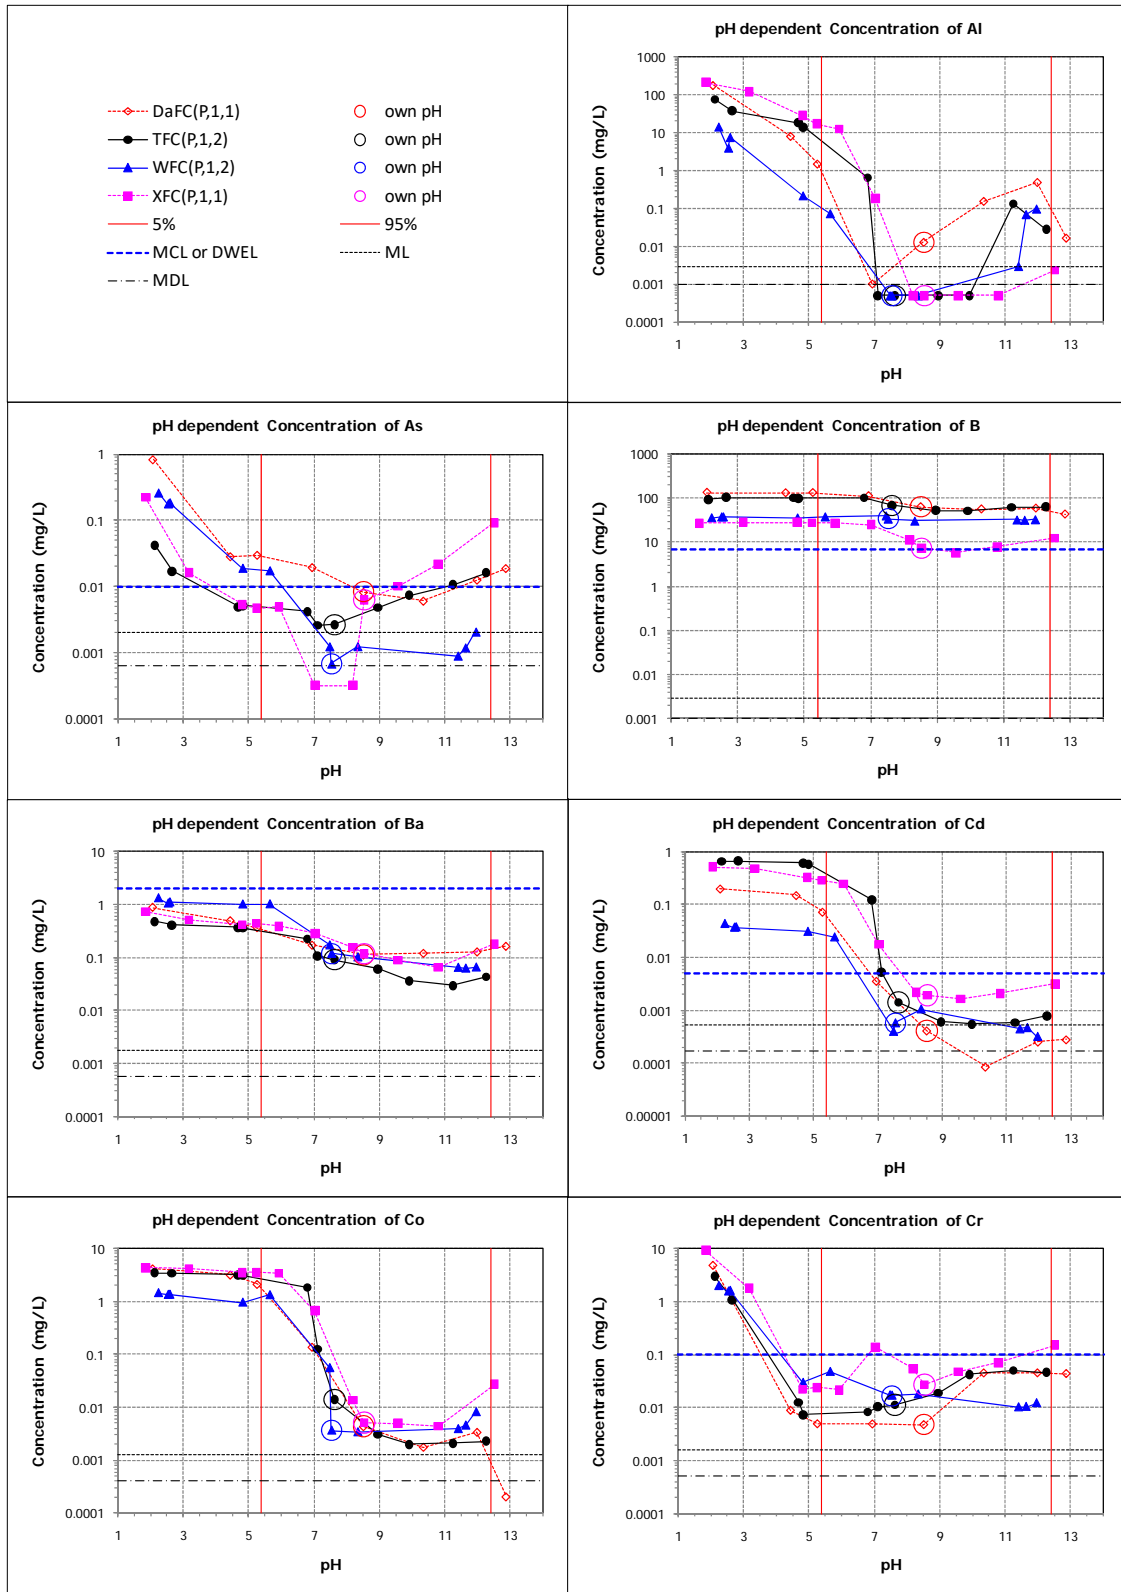 DaFC(P,1,1) own pH
TFC(P,1,2) own pH
WFC(P,1,2) own pH
XFC(P,1,1) own pH
5% 95%
MCL or DWEL ML
MDL
pH dependent Concentration of Al
Concentration (mg/L)
1000
100
10
1
0.1
0.01
0.001
0.0001
1 3 5 7 9 11 13
pH
pH dependent Concentration of As
Concentration (mg/L)
1
0.1
0.01
0.001
0.0001
1 3 5 7 9 11 13
pH
pH dependent Concentration of B
Concentration (mg/L)
1000
100
10
1
0.1
0.01
0.001
1 3 5 7 9 11 13
pH
pH dependent Concentration of Ba
Concentration (mg/L)
10
1
0.1
0.01
0.001
0.0001
1 3 5 7 9 11 13
pH
pH dependent Concentration of Cd
Concentration (mg/L)
1
0.1
0.01
0.001
0.0001
0.00001
1 3 5 7 9 11 13
pH
pH dependent Concentration of Co
Concentration (mg/L)
10
1
0.1
0.01
0.001
0.0001
1 3 5 7 9 11 13
pH
pH dependent Concentration of Cr
Concentration (mg/L)
10
1
0.1
0.01
0.001
0.0001
1 3 5 7 9 11 13
pH